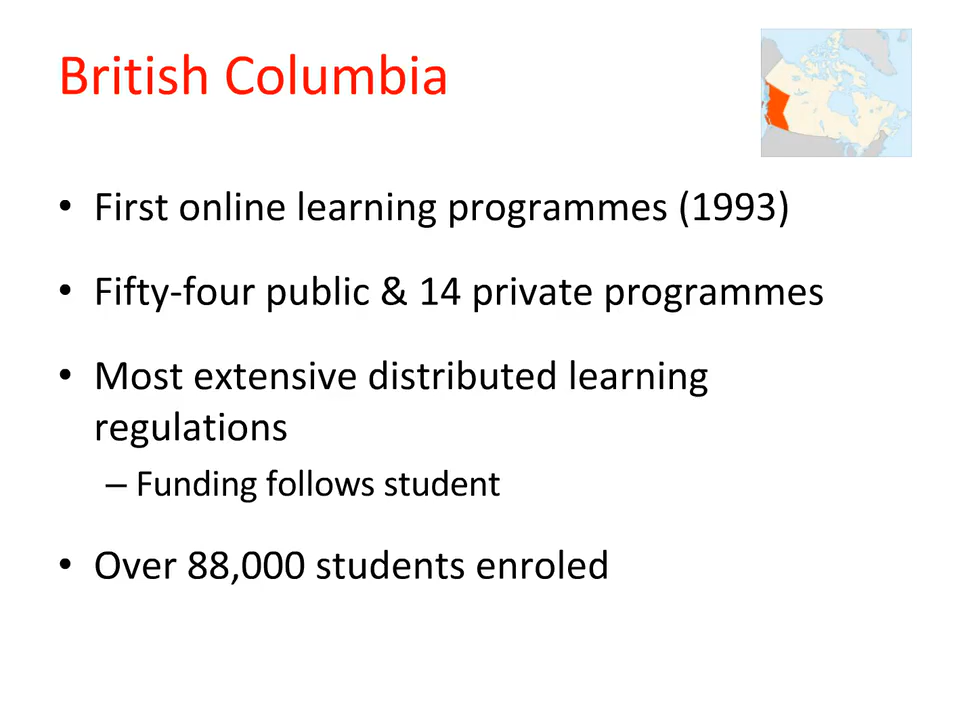 British Columbia
• First online learning programmes (1993)
• Fifty-four public & 14 private programmes
• Most extensive distributed learning
regulations
– Funding follows student
• Over 88,000 students enroled